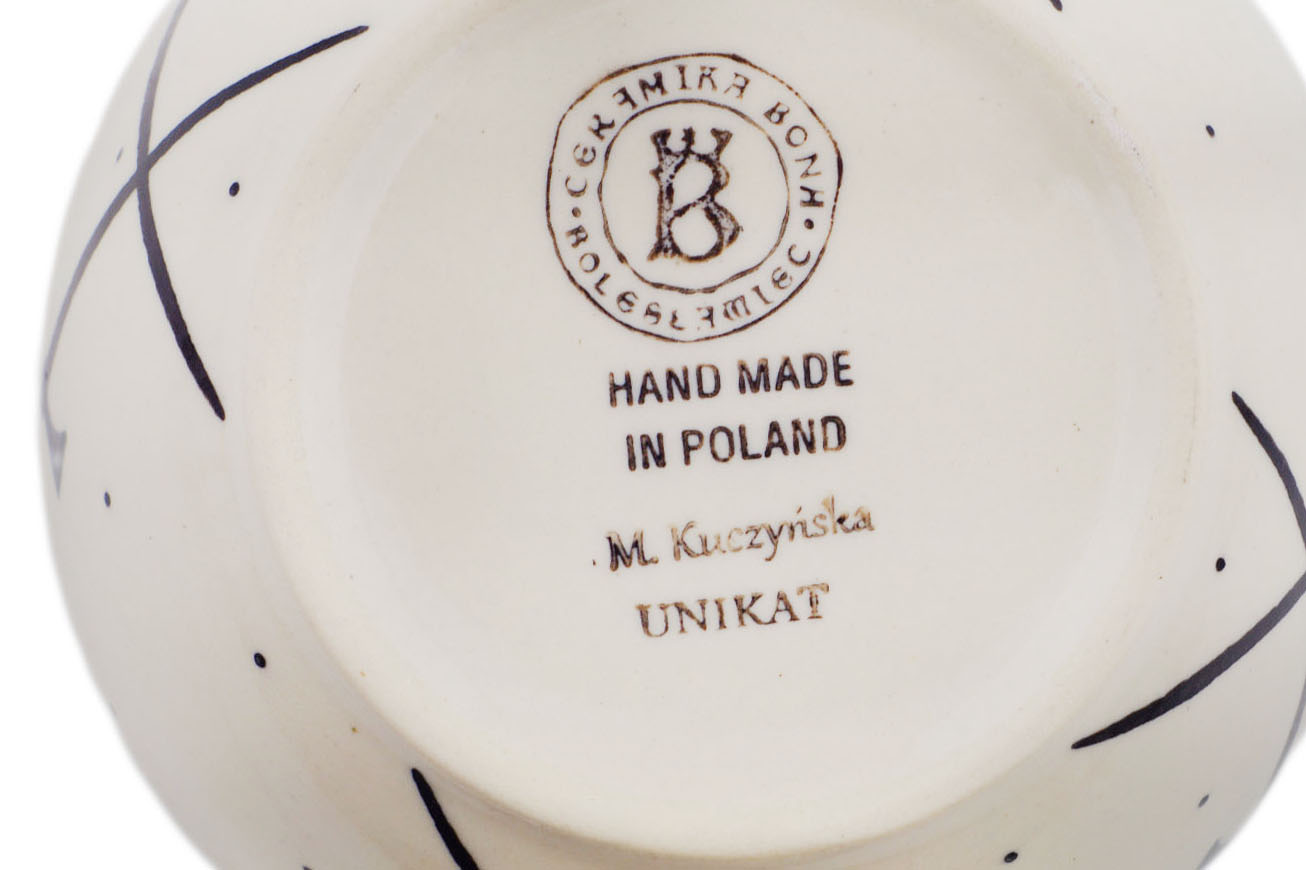 CERAMIKA BONA
BOLESŁAWIEC
B
HAND MADE
IN POLAND
M. Kuczyńska
UNIKAT